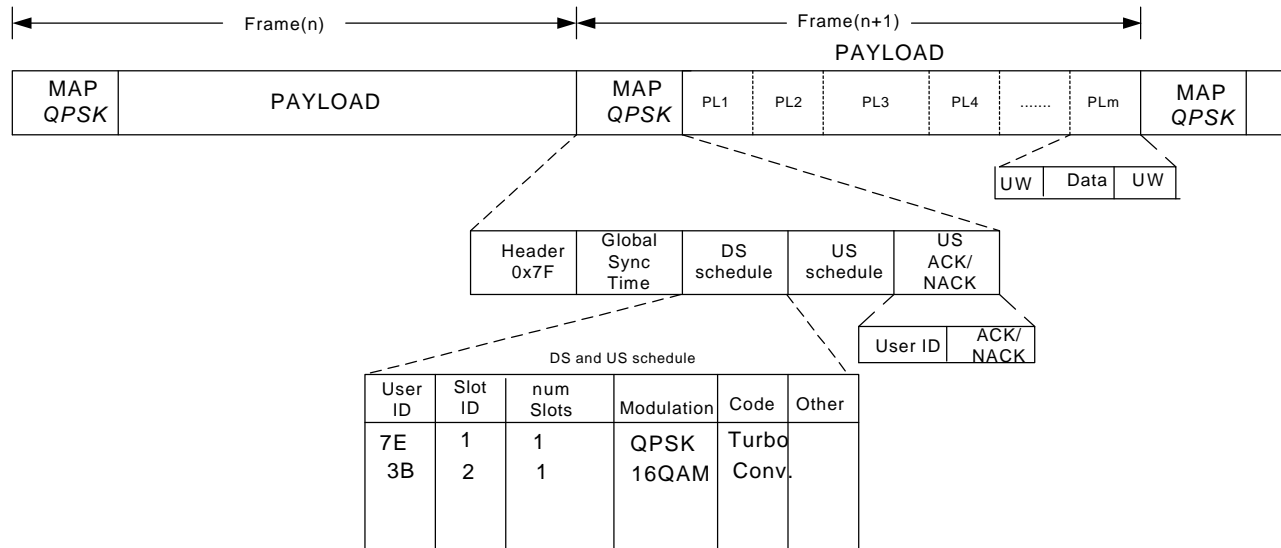 Frame(n)
Frame(n+1)
PAYLOAD
MAP
QPSK
PAYLOAD
MAP
QPSK
PL1
PL2
PL3
PL4
.......
PLm
MAP
QPSK
UW
Data
UW
Header
0x7F
Global
Sync
Time
DS
schedule
US
schedule
US
ACK/
NACK
User ID
ACK/
NACK
DS and US schedule
User
ID
Slot
ID
num
Slots
Modulation
Code
Other
7E 1 1 QPSK Turbo
3B 2 1 16QAM Conv.